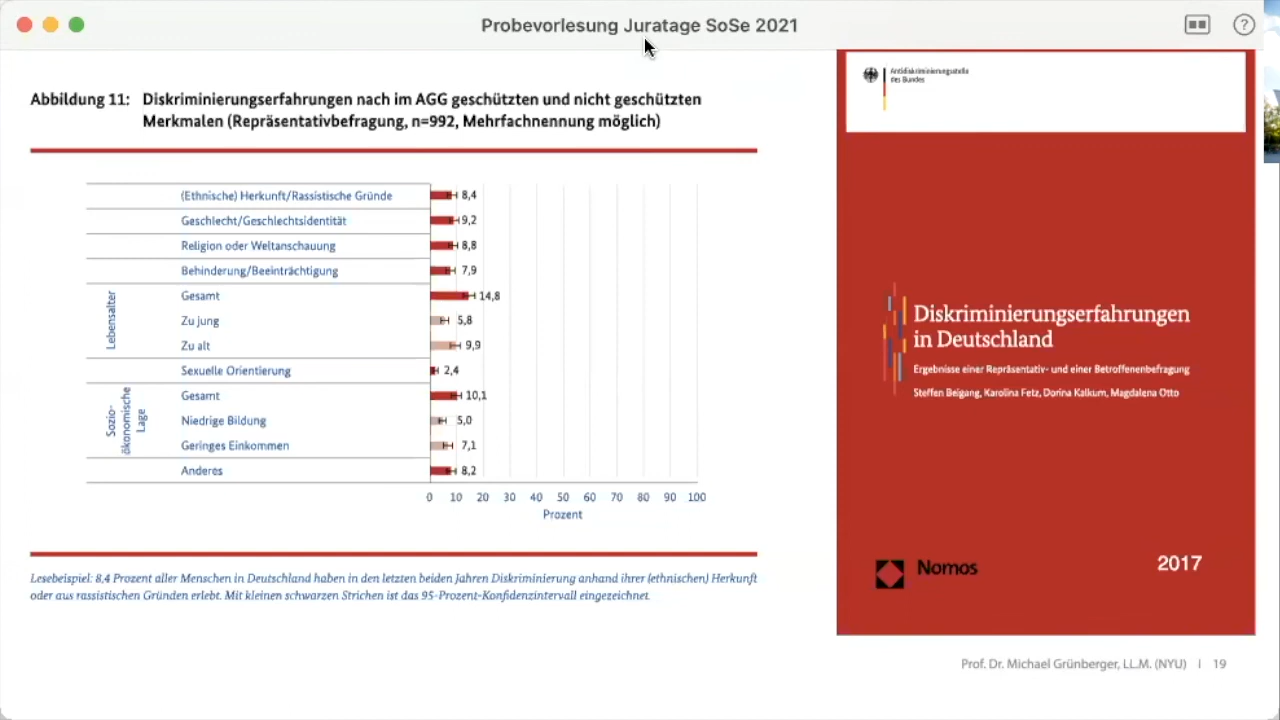 Probevorlesung Juratage SoSe 2021
?
Abbildung 11: Diskriminierungserfahrungen nach im AGG geschützten und nicht geschützten
Merkmalen (Repräsentativbefragung, n=992, Mehrfachnennung möglich)
(Ethnische) Herkunft/Rassistische Gründe 8,4
Geschlecht/Geschlechtsidentität 9,2
Religion oder Weltanschauung 8,8
Behinderung/Beeinträchtigung 7,9
Lebensalter
Gesamt 14,8
Zu jung 5,8
Zu alt 9,9
Sexuelle Orientierung 2,4
Sozio-
ökonomische
Lage
Gesamt 10,1
Niedrige Bildung 5,0
Geringes Einkommen 7,1
Anderes 8,2
0 10 20 30 40 50 60 70 80 90 100
Prozent
Lesebeispiel: 8,4 Prozent aller Menschen in Deutschland haben in den letzten beiden Jahren Diskriminierung anhand ihrer (ethnischen) Herkunft
oder aus rassistischen Gründen erlebt. Mit kleinen schwarzen Strichen ist das 95-Prozent-Konfidenzintervall eingezeichnet.
Antidiskriminierungsstelle
des Bundes
Diskriminierungserfahrungen
in Deutschland
Ergebnisse einer Repräsentativ- und einer Betroffenenbefragung
Steffen Beigang, Karolina Fetz, Dorina Kalkum, Magdalena Otto
Nomos
2017
Prof. Dr. Michael Grünberger, LL.M. (NYU) | 19